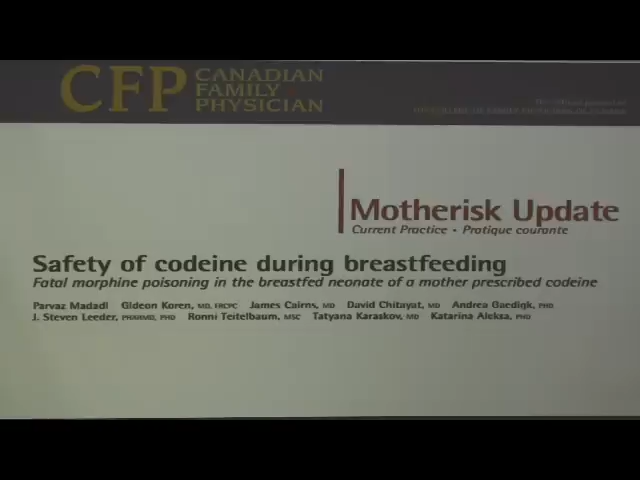 CFP CANADIAN
FAMILY
PHYSICIAN
Motherisk Update
Current Practice • Pratique courante
Safety of codeine during breastfeeding
Fatal morphine poisoning in the breastfed neonate of a mother prescribed codeine
Parvaz Madadi Gideon Koren, MD, FRCPC James Cairns, MD David Chitayat, MD Andrea Gaedigk, PHD
J. Steven Leeder, PHARMD, PHD Ronni Teitelbaum, MSC Tatyana Karaskov, MD Katarina Aleksa, PHD